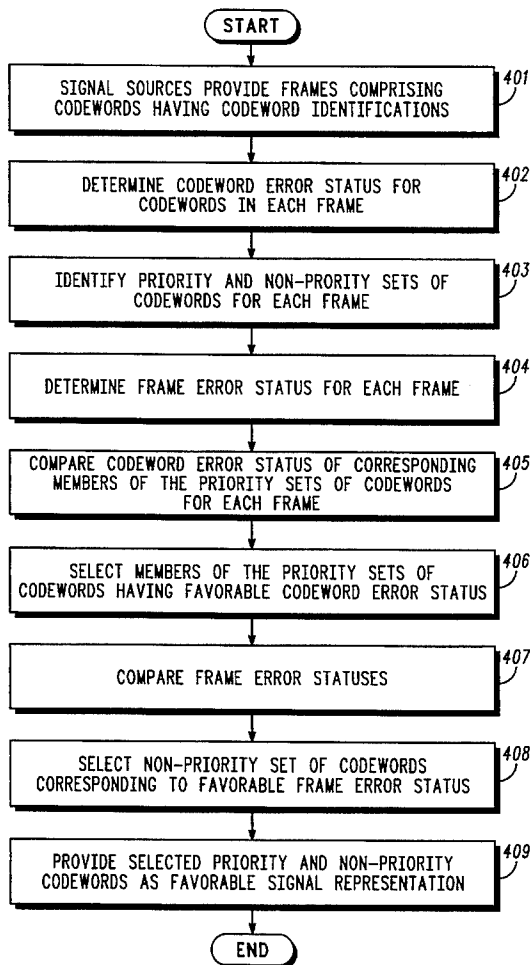 START
SIGNAL SOURCES PROVIDE FRAMES COMPRISING
CODEWORDS HAVING CODEWORD IDENTIFICATIONS
401
DETERMINE CODEWORD ERROR STATUS FOR
CODEWORDS IN EACH FRAME
402
IDENTIFY PRIORITY AND NON-PRORITY SETS OF
CODEWORDS FOR EACH FRAME
403
DETERMINE FRAME ERROR STATUS FOR EACH FRAME
404
COMPARE CODEWORD ERROR STATUS OF CORRESPONDING
MEMBERS OF THE PRIORITY SETS OF CODEWORDS
FOR EACH FRAME
405
SELECT MEMBERS OF THE PRIORITY SETS OF
CODEWORDS HAVING FAVORABLE CODEWORD ERROR STATUS
406
COMPARE FRAME ERROR STATUSES
407
SELECT NON-PRIORITY SET OF CODEWORDS
CORRESPONDING TO FAVORABLE FRAME ERROR STATUS
408
PROVIDE SELECTED PRIORITY AND NON-PRIORITY
CODEWORDS AS FAVORABLE SIGNAL REPRESENTATION
409
END